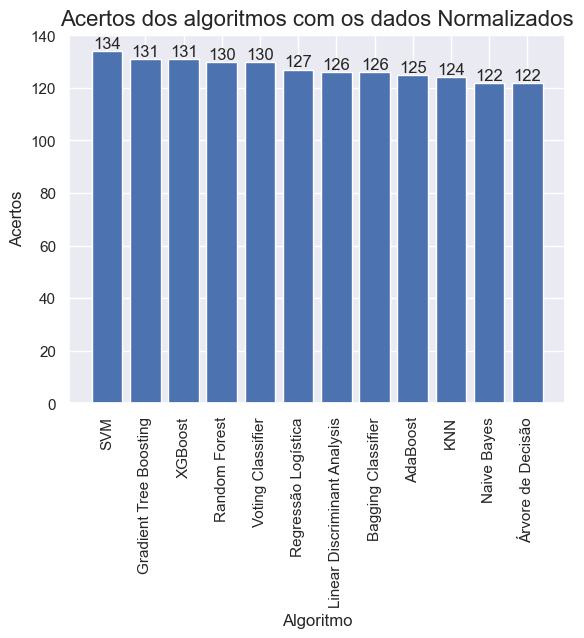 Acertos dos algoritmos com os dados Normalizados
134
131
131
130
130
127
126
126
125
124
122
122
140
120
100
80
60
40
20
0
Acertos
SVM
Gradient Tree Boosting
XGBoost
Random Forest
Voting Classifier
Regressão Logística
Linear Discriminant Analysis
Bagging Classifier
AdaBoost
KNN
Naive Bayes
Árvore de Decisão
Algoritmo